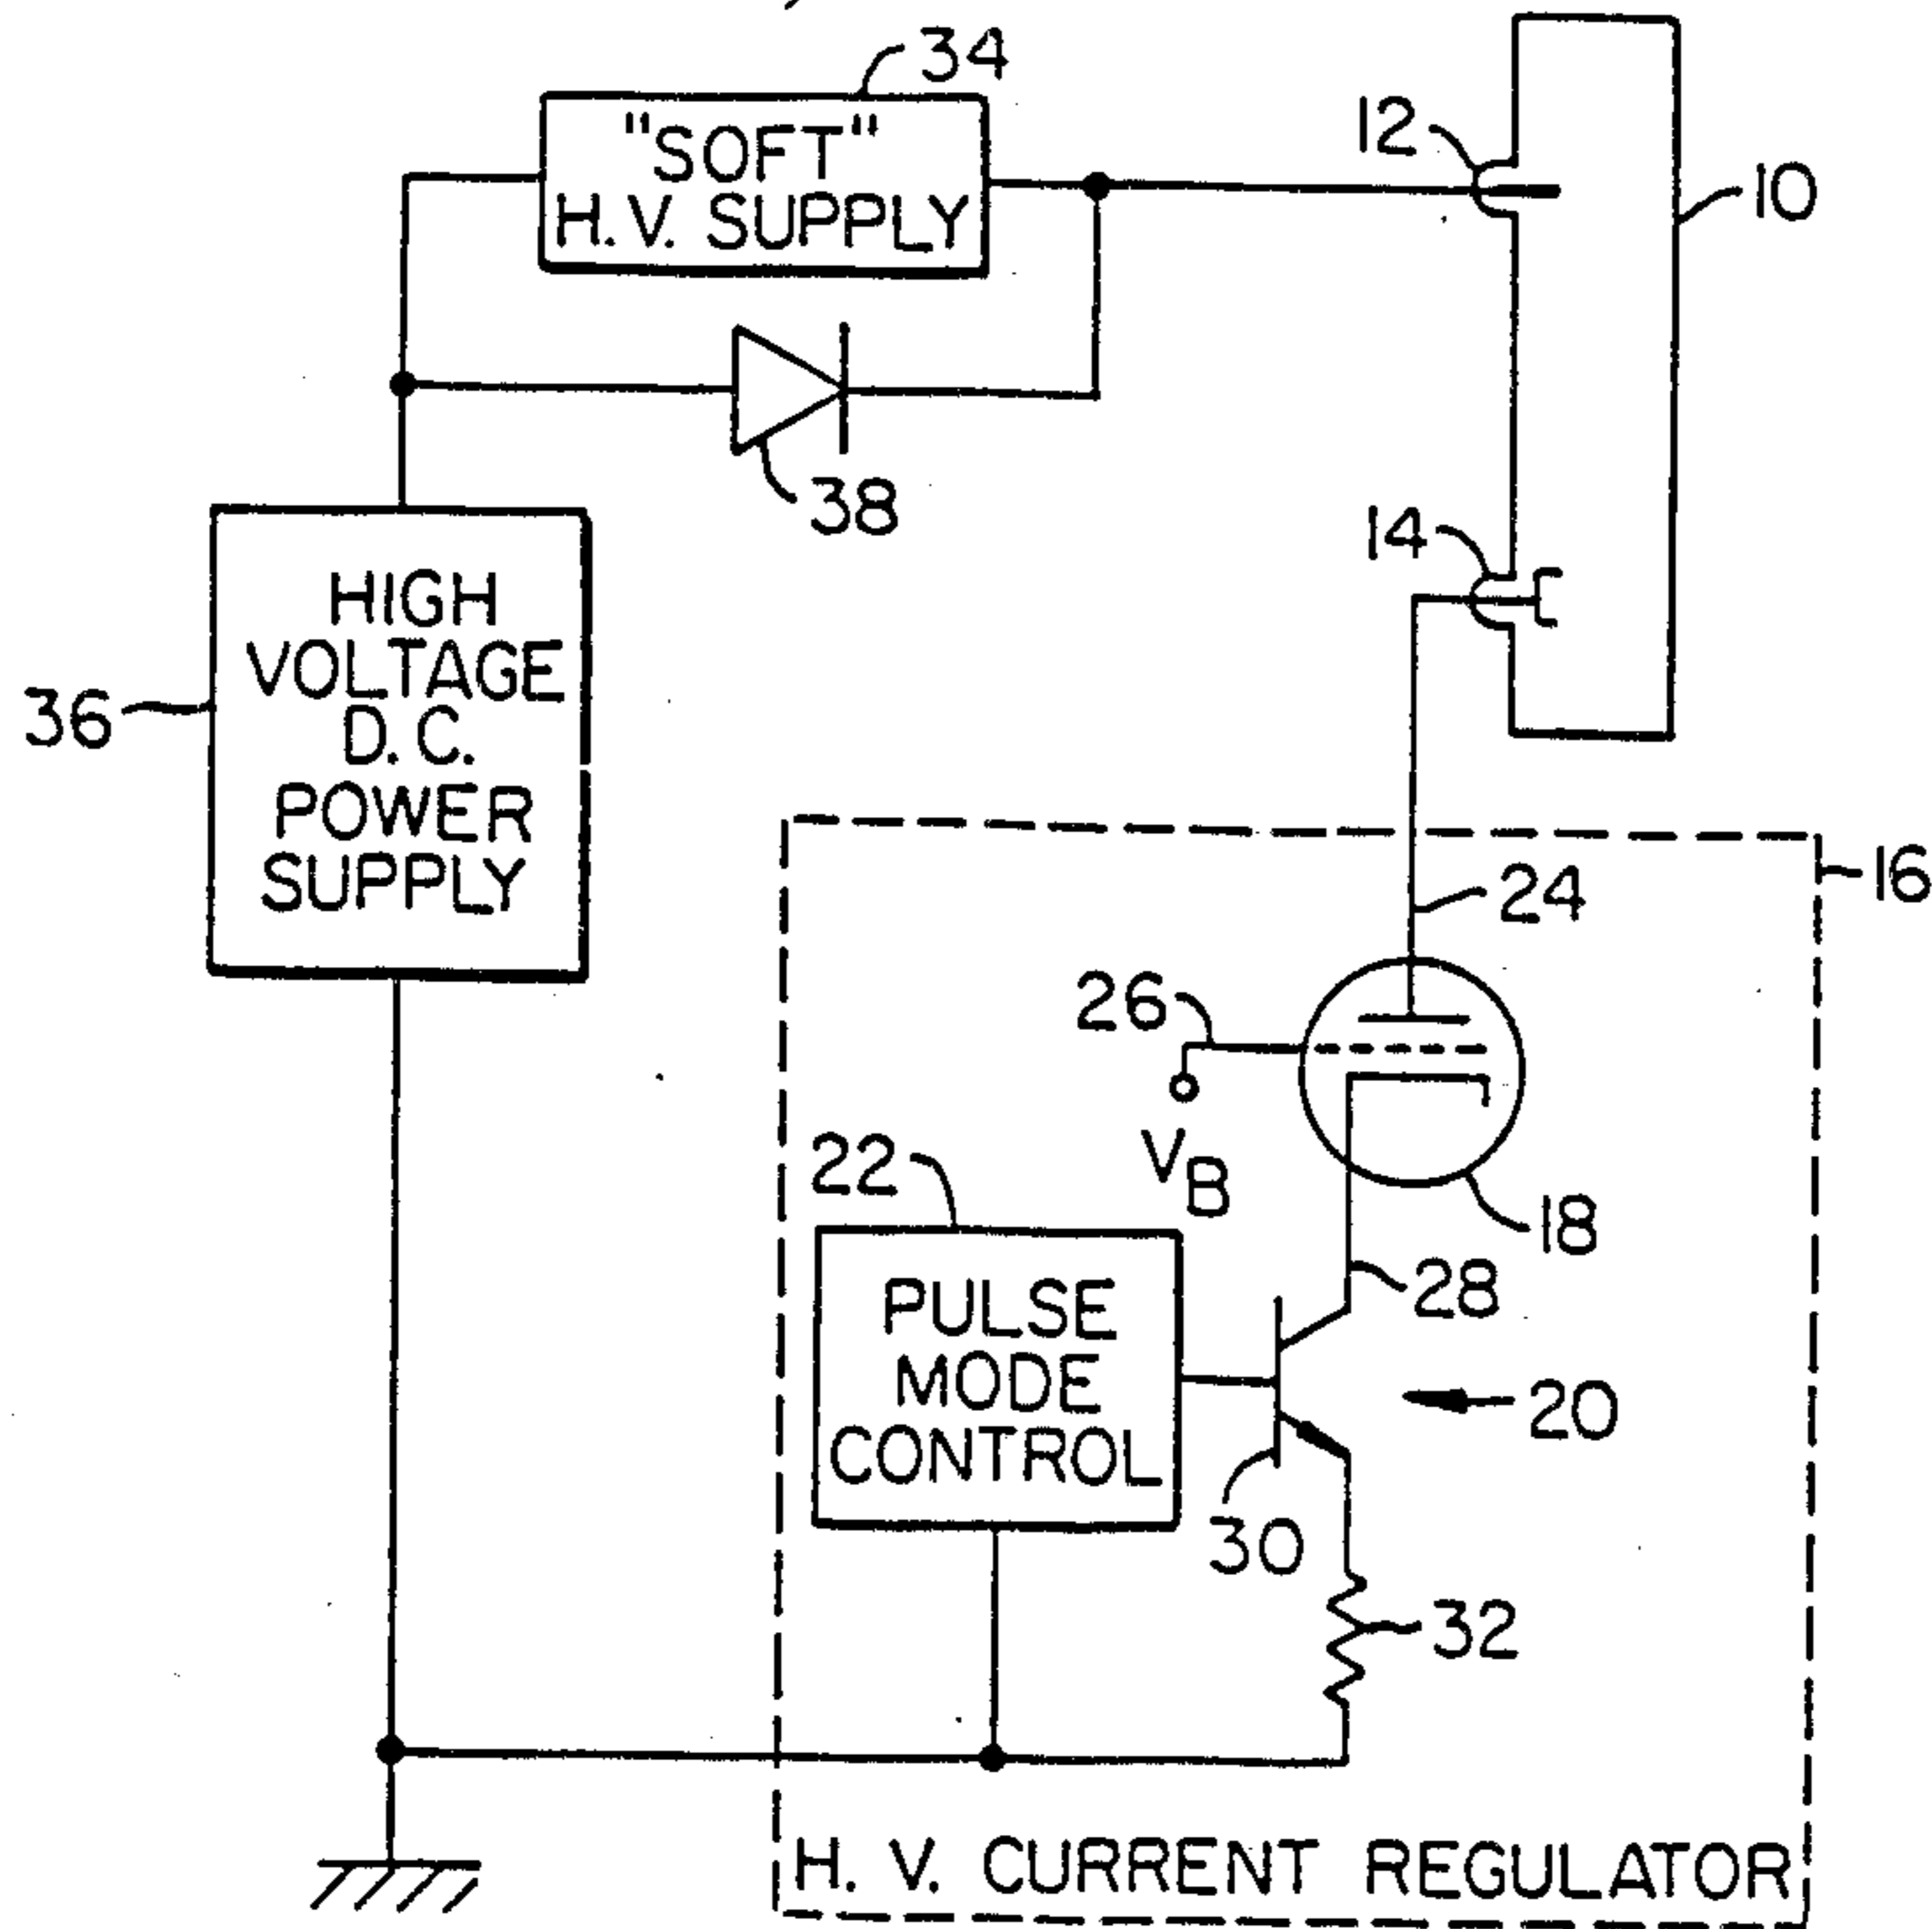 34
"SOFT"
H.V. SUPPLY
12
10
38
14
HIGH
VOLTAGE
D.C.
POWER
SUPPLY
36
16
24
26
VB
22
18
28
PULSE
MODE
CONTROL
20
30
32
H. V. CURRENT REGULATOR